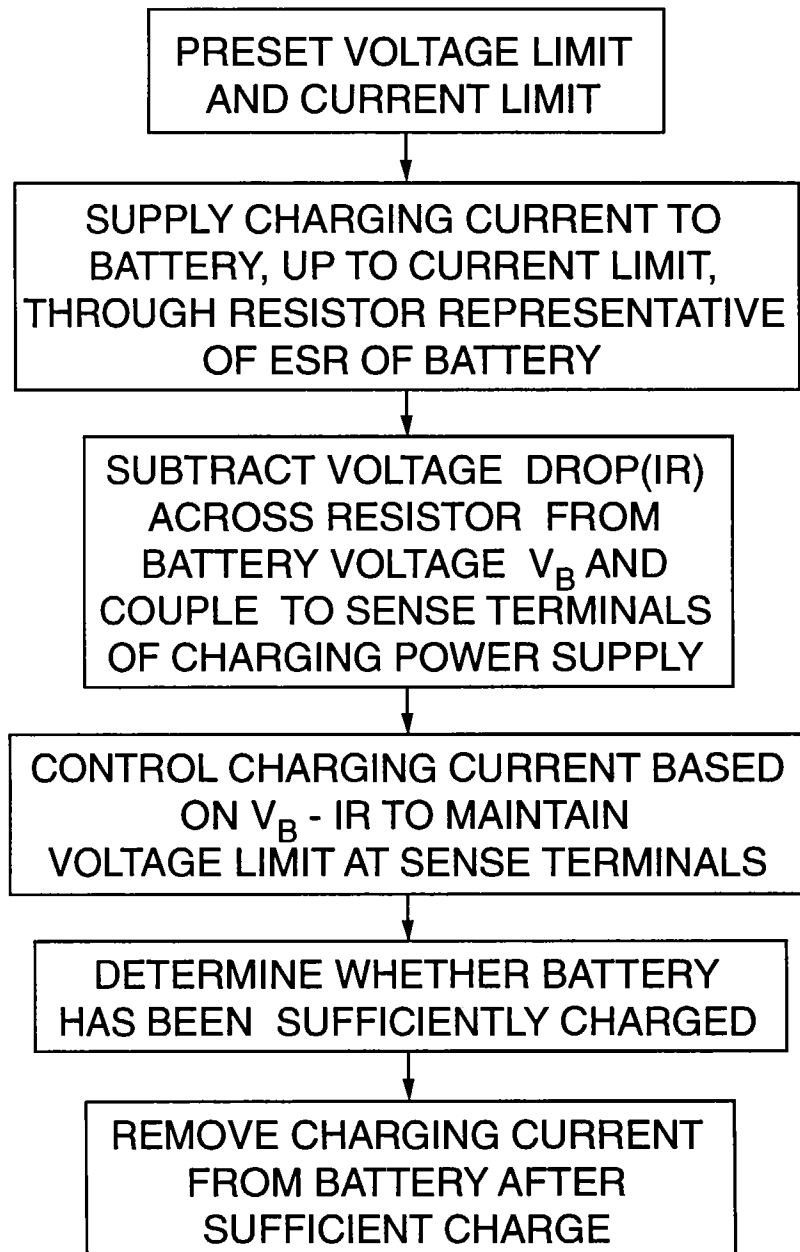 PRESET VOLTAGE LIMIT
AND CURRENT LIMIT
SUPPLY CHARGING CURRENT TO
BATTERY, UP TO CURRENT LIMIT,
THROUGH RESISTOR REPRESENTATIVE
OF ESR OF BATTERY
SUBTRACT VOLTAGE DROP(IR)
ACROSS RESISTOR FROM
BATTERY VOLTAGE V_B AND
COUPLE TO SENSE TERMINALS
OF CHARGING POWER SUPPLY
CONTROL CHARGING CURRENT BASED
ON V_B - IR TO MAINTAIN
VOLTAGE LIMIT AT SENSE TERMINALS
DETERMINE WHETHER BATTERY
HAS BEEN SUFFICIENTLY CHARGED
REMOVE CHARGING CURRENT
FROM BATTERY AFTER
SUFFICIENT CHARGE